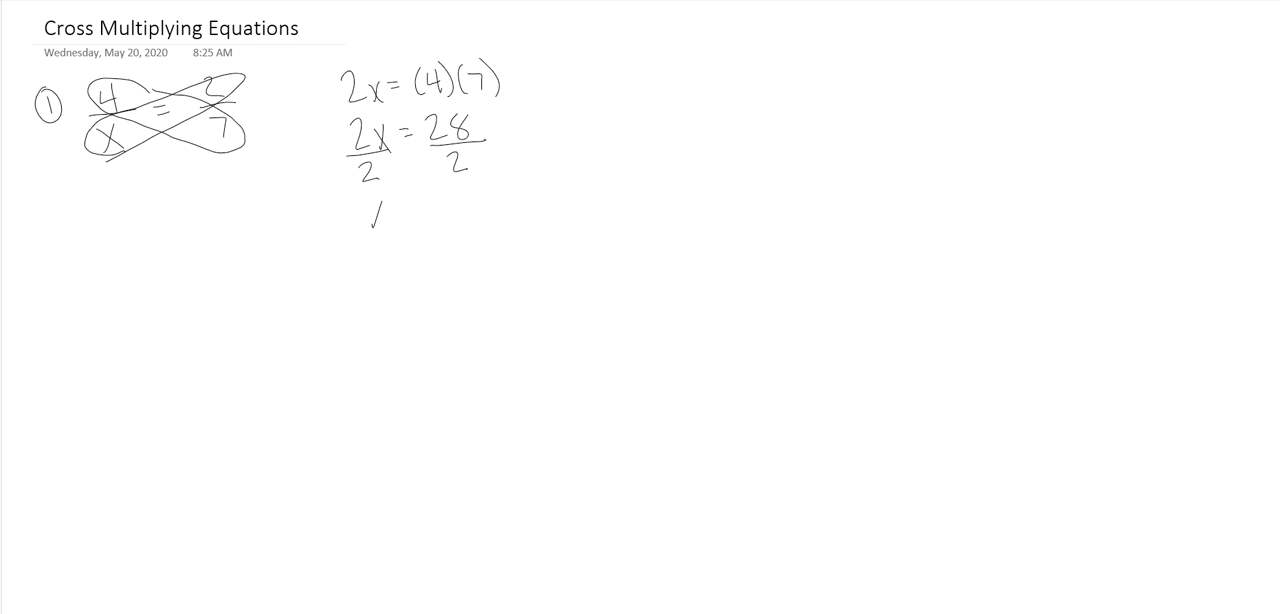 Cross Multiplying Equations
Wednesday, May 20, 2020 8:25 AM
① 4/x = 2/7
2x = (4)(7)
2x/2 = 28/2